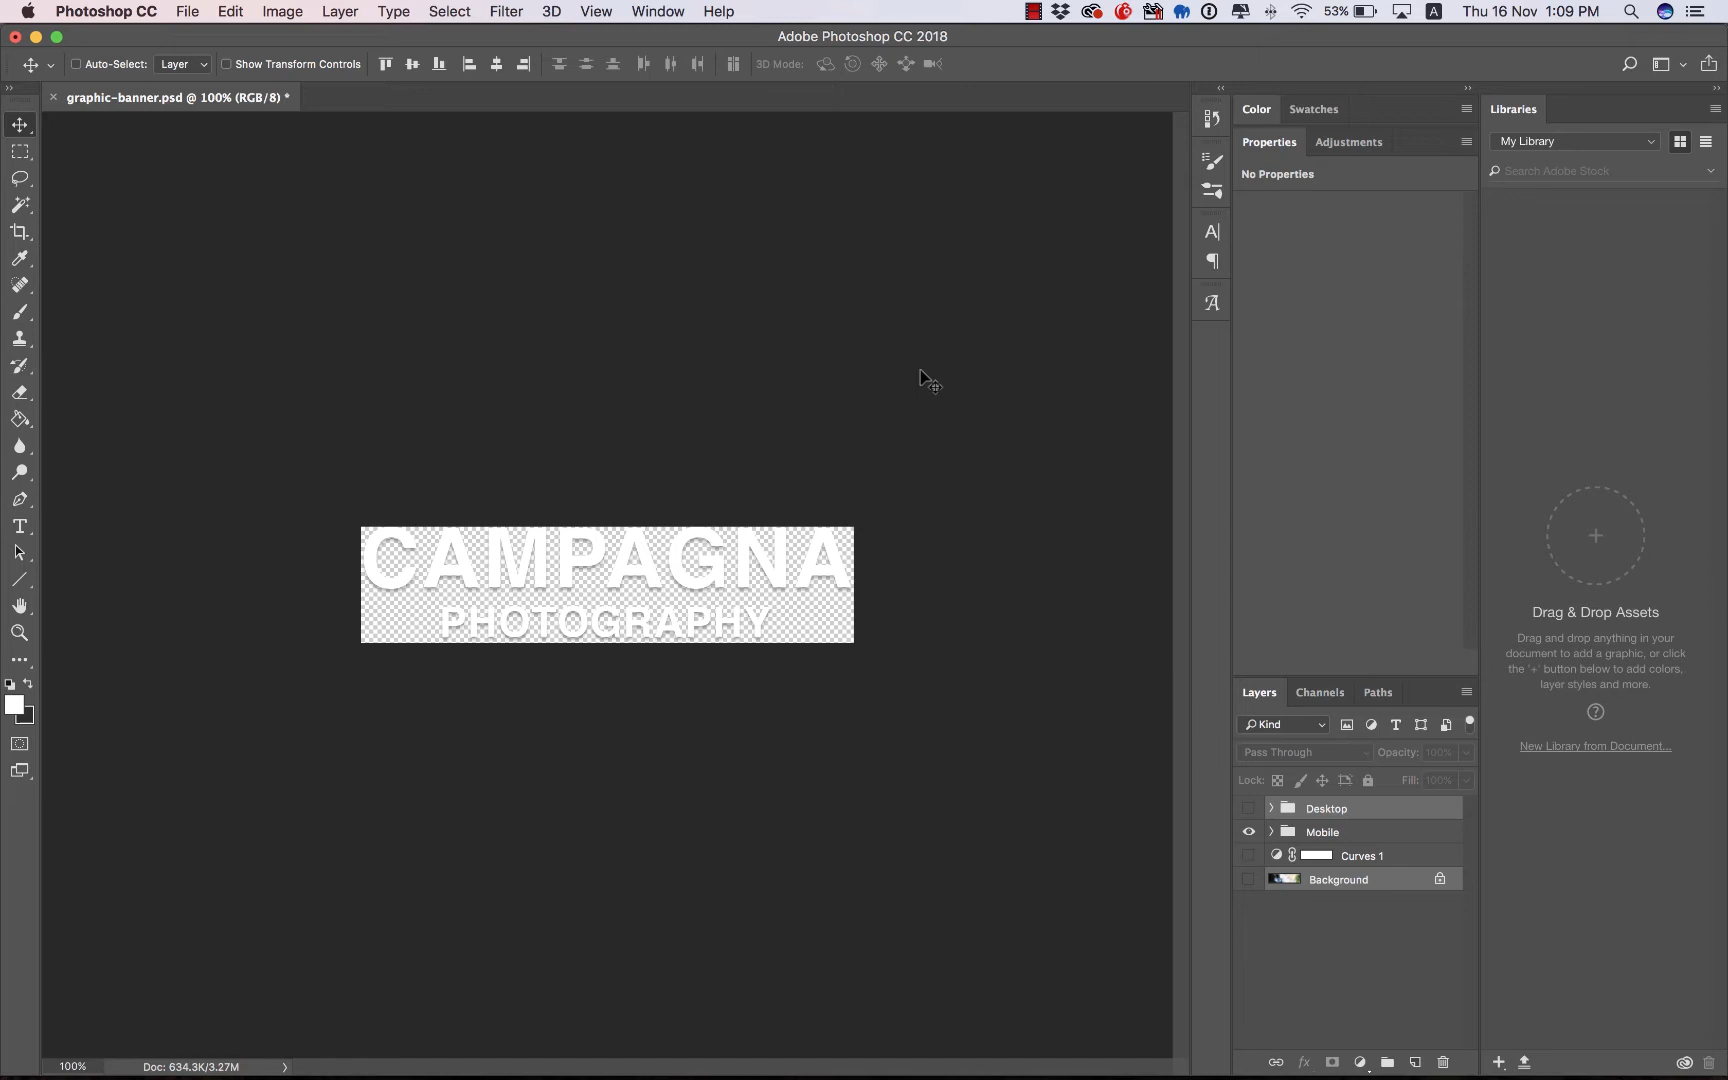 Photoshop CC File Edit Image Layer Type Select Filter 3D View Window Help 53% A Thu 16 Nov 1:09 PM
Adobe Photoshop CC 2018
Auto-Select: Layer Show Transform Controls 3D Mode:
graphic-banner.psd @ 100% (RGB/8) *
Color Swatches
Properties Adjustments
No Properties
Libraries
My Library
Search Adobe Stock
CAMPAGNA
PHOTOGRAPHY
Drag & Drop Assets
Drag and drop anything in your
document to add a graphic, or click
the '+' button below to add colors,
layer styles and more.
New Library from Document...
Layers Channels Paths
Kind
Pass Through Opacity: 100%
Lock: Fill: 100%
Desktop
Mobile
Curves 1
Background
fx
100% Doc: 634.3K/3.27M